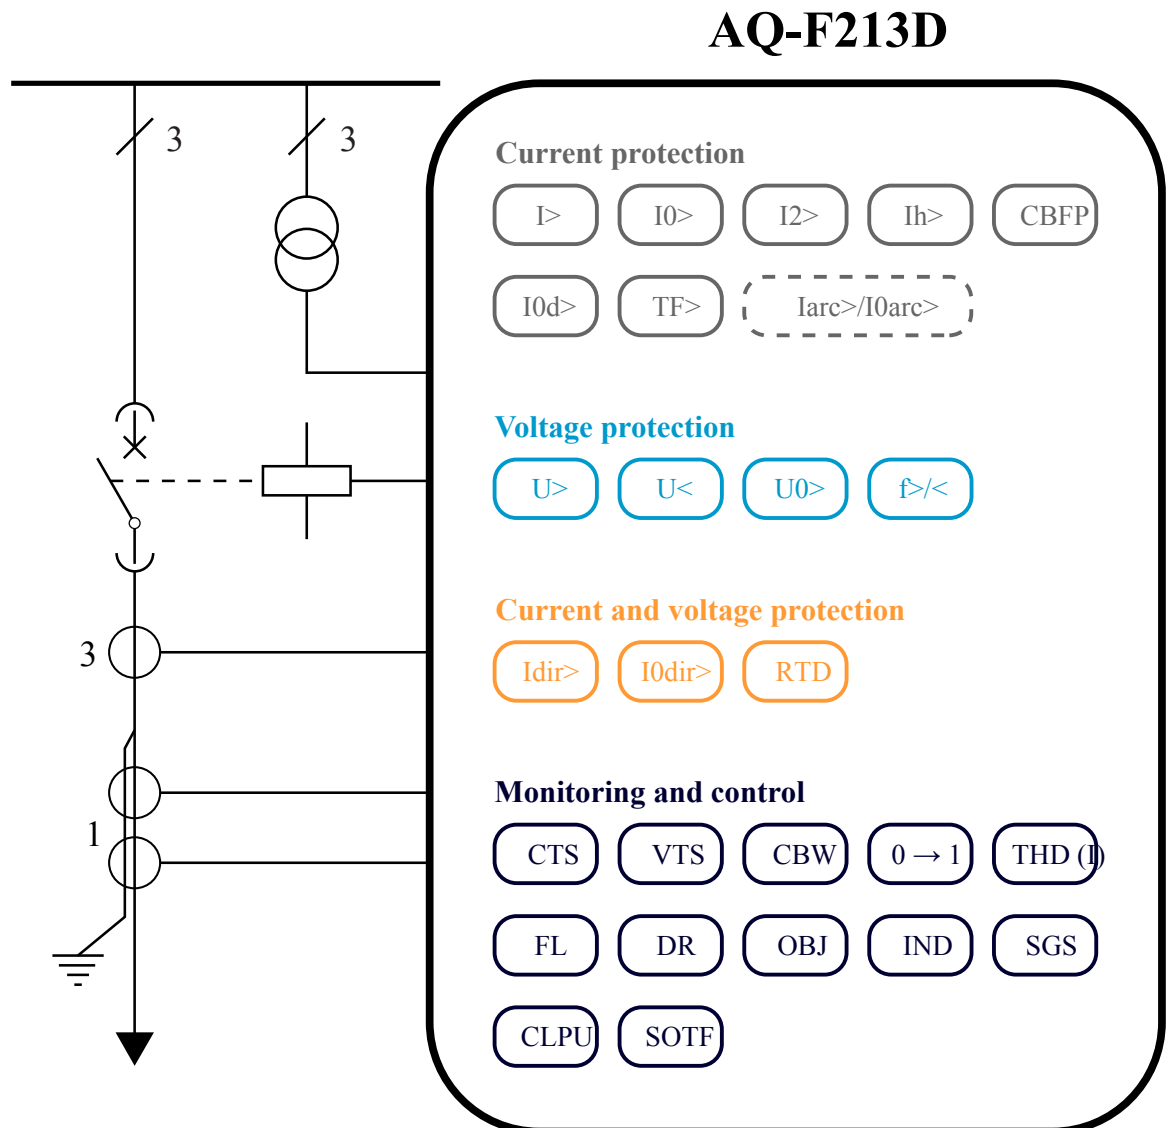 AQ-F213D
3
3
Current protection
I> I0> I2> Ih> CBFP
I0d> TF> Iarc>/I0arc>
Voltage protection
U> U< U0> f>/<
Current and voltage protection
3
Idir> I0dir> RTD
Monitoring and control
1
CTS VTS CBW 0 → 1 THD (I)
FL DR OBJ IND SGS
CLPU SOTF